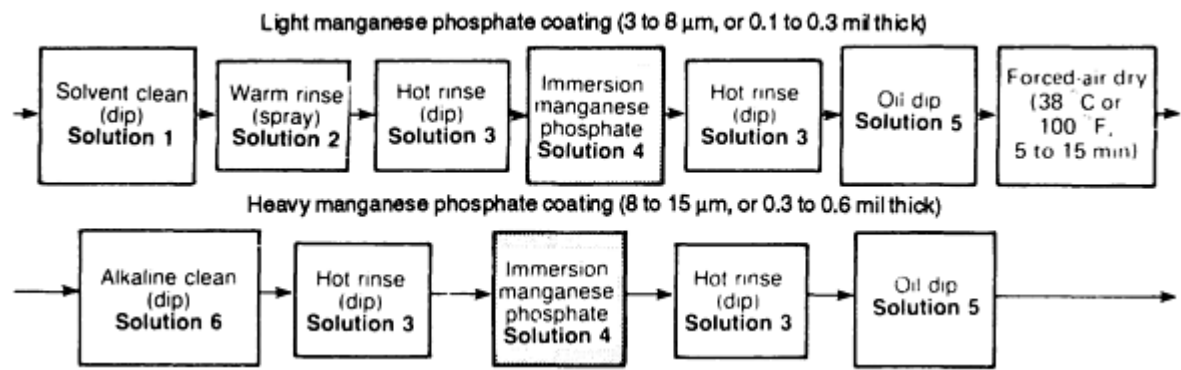 Light manganese phosphate coating (3 to 8 μm, or 0.1 to 0.3 mil thick)
Solvent clean
(dip)
Solution 1
Warm rinse
(spray)
Solution 2
Hot rinse
(dip)
Solution 3
Immersion
manganese
phosphate
Solution 4
Hot rinse
(dip)
Solution 3
Oil dip
Solution 5
Forced-air dry
(38 °C or
100 °F,
5 to 15 min)
Heavy manganese phosphate coating (8 to 15 μm, or 0.3 to 0.6 mil thick)
Alkaline clean
(dip)
Solution 6
Hot rinse
(dip)
Solution 3
Immersion
manganese
phosphate
Solution 4
Hot rinse
(dip)
Solution 3
Oil dip
Solution 5